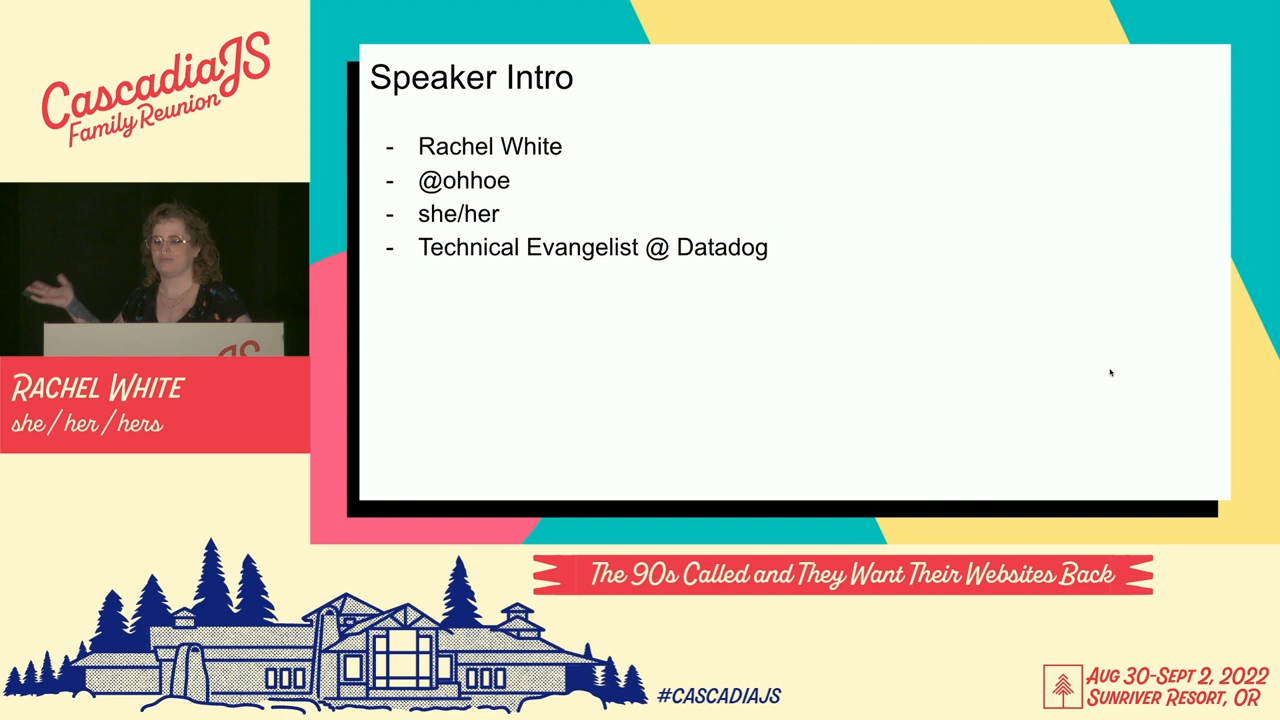 CascadiaJS
Family Reunion
Speaker Intro
- Rachel White
- @ohhoe
- she/her
- Technical Evangelist @ Datadog
JS
RACHEL WHITE
she / her / hers
The 90s Called and They Want Their Websites Back
#CASCADIAJS
AUG 30-SEPT 2, 2022
SUNRIVER RESORT, OR